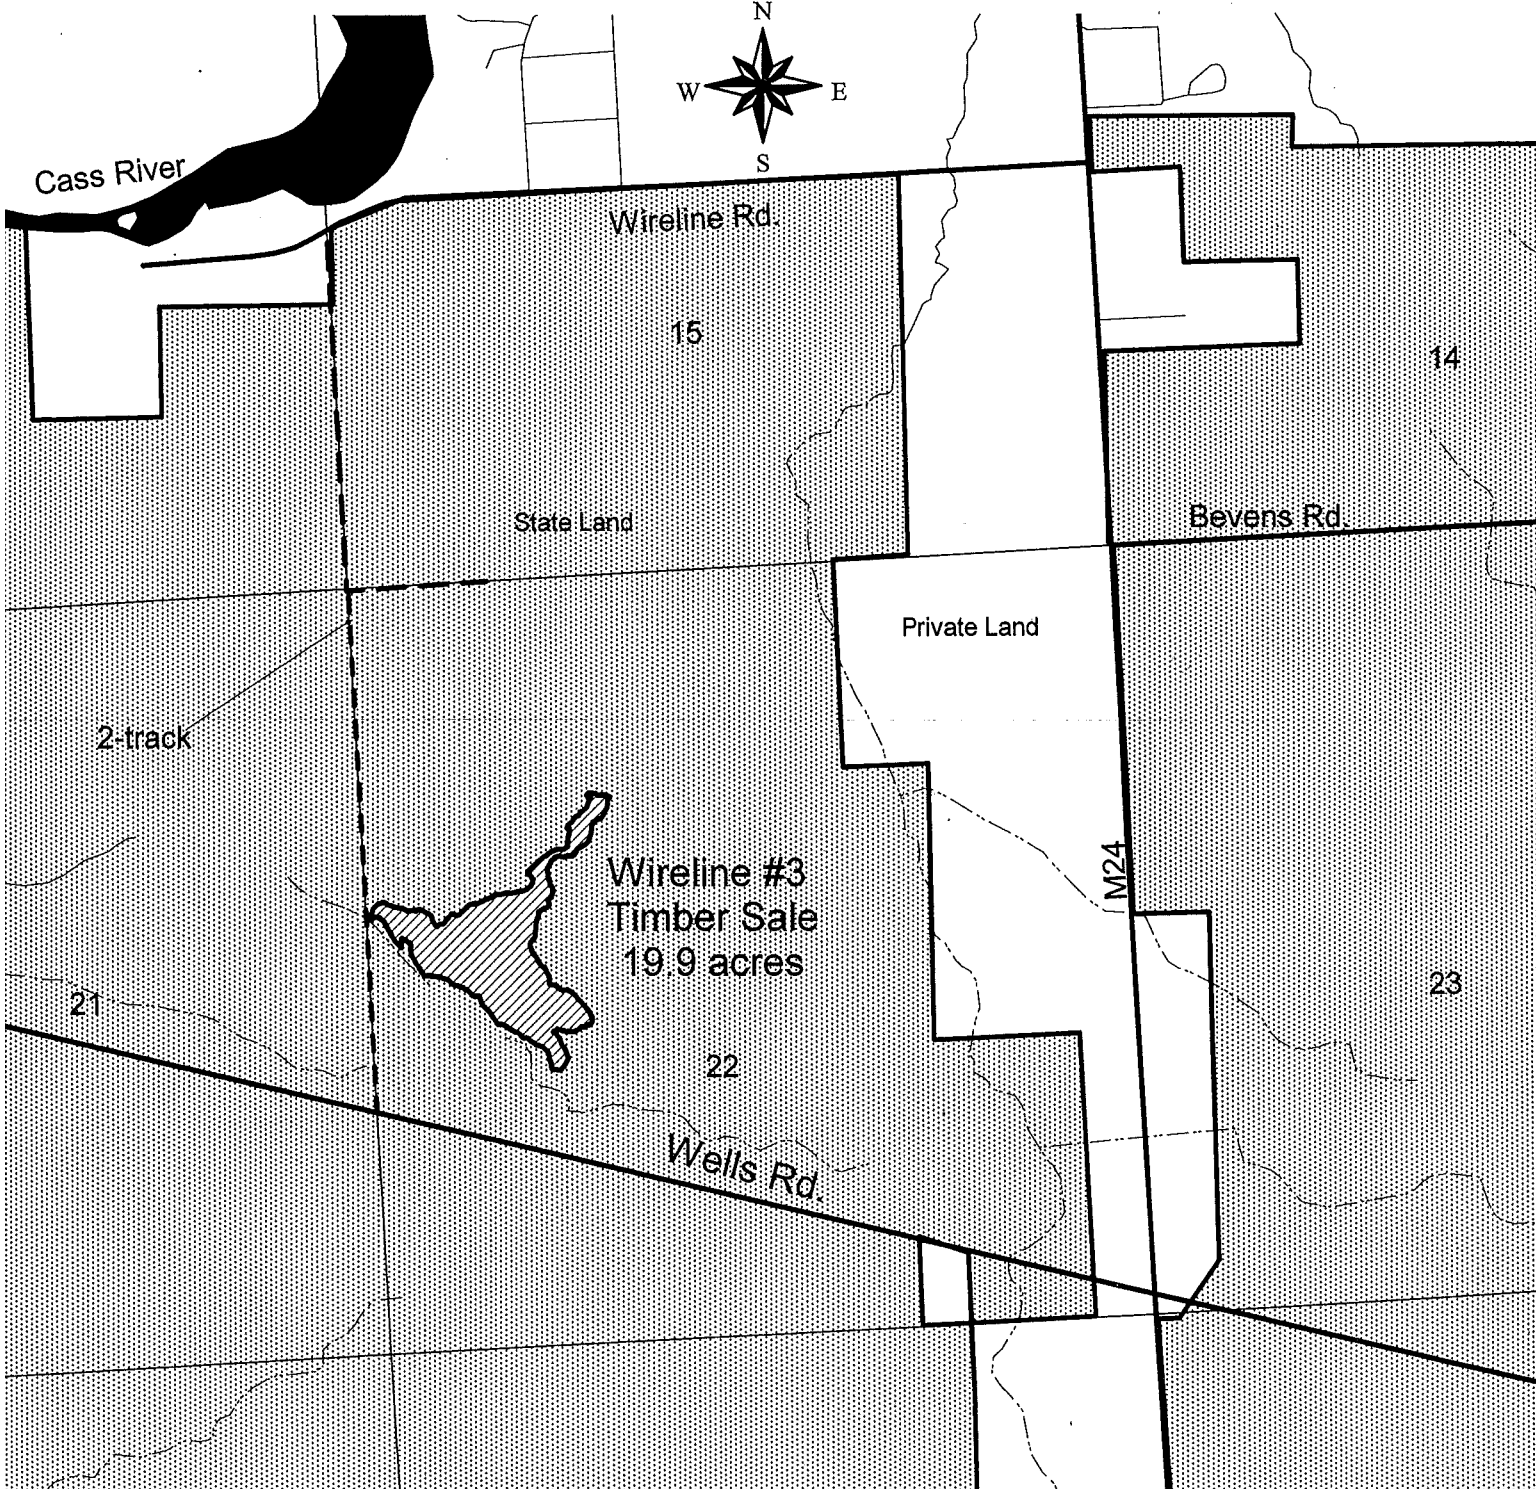 N
W E
S
Cass River
Wireline Rd.
15
14
State Land
Bevens Rd.
Private Land
2-track
Wireline #3
Timber Sale
19.9 acres
M24
21
23
22
Wells Rd.